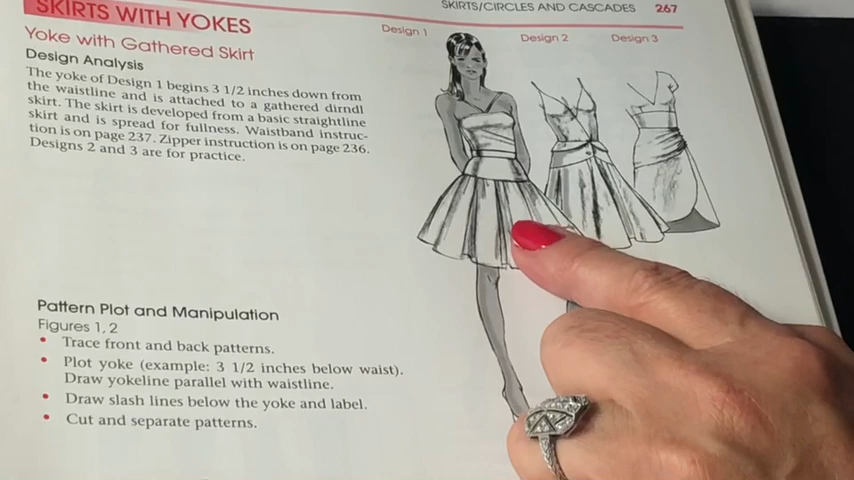 SKIRTS/CIRCLES AND CASCADES 267
SKIRTS WITH YOKES
Yoke with Gathered Skirt
Design Analysis
The yoke of Design 1 begins 3 1/2 inches down from
the waistline and is attached to a gathered dirndl
skirt. The skirt is developed from a basic straightline
skirt and is spread for fullness. Waistband instruc-
tion is on page 237. Zipper instruction is on page 236.
Designs 2 and 3 are for practice.
Design 1 Design 2 Design 3
Pattern Plot and Manipulation
Figures 1, 2
• Trace front and back patterns.
• Plot yoke (example: 3 1/2 inches below waist).
Draw yokeline parallel with waistline.
• Draw slash lines below the yoke and label.
• Cut and separate patterns.